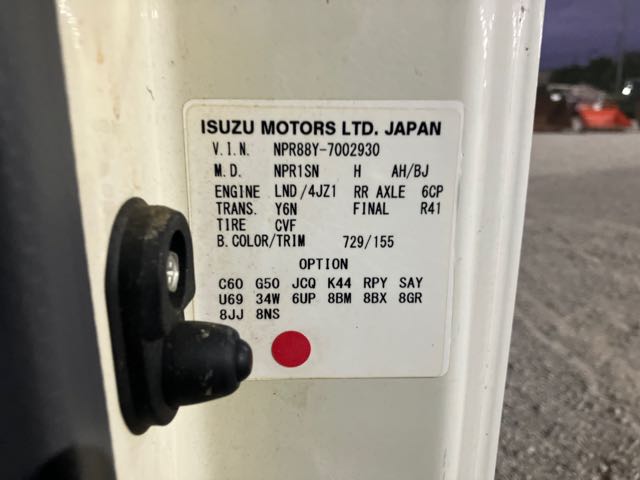 ISUZU MOTORS LTD. JAPAN
V.I.N. NPR88Y-7002930
M.D. NPR1SN H AH/BJ
ENGINE LND/4JZ1 RR AXLE 6CP
TRANS. Y6N FINAL R41
TIRE CVF
B.COLOR/TRIM 729/155
OPTION
C60 G50 JCQ K44 RPY SAY
U69 34W 6UP 8BM 8BX 8GR
8JJ 8NS